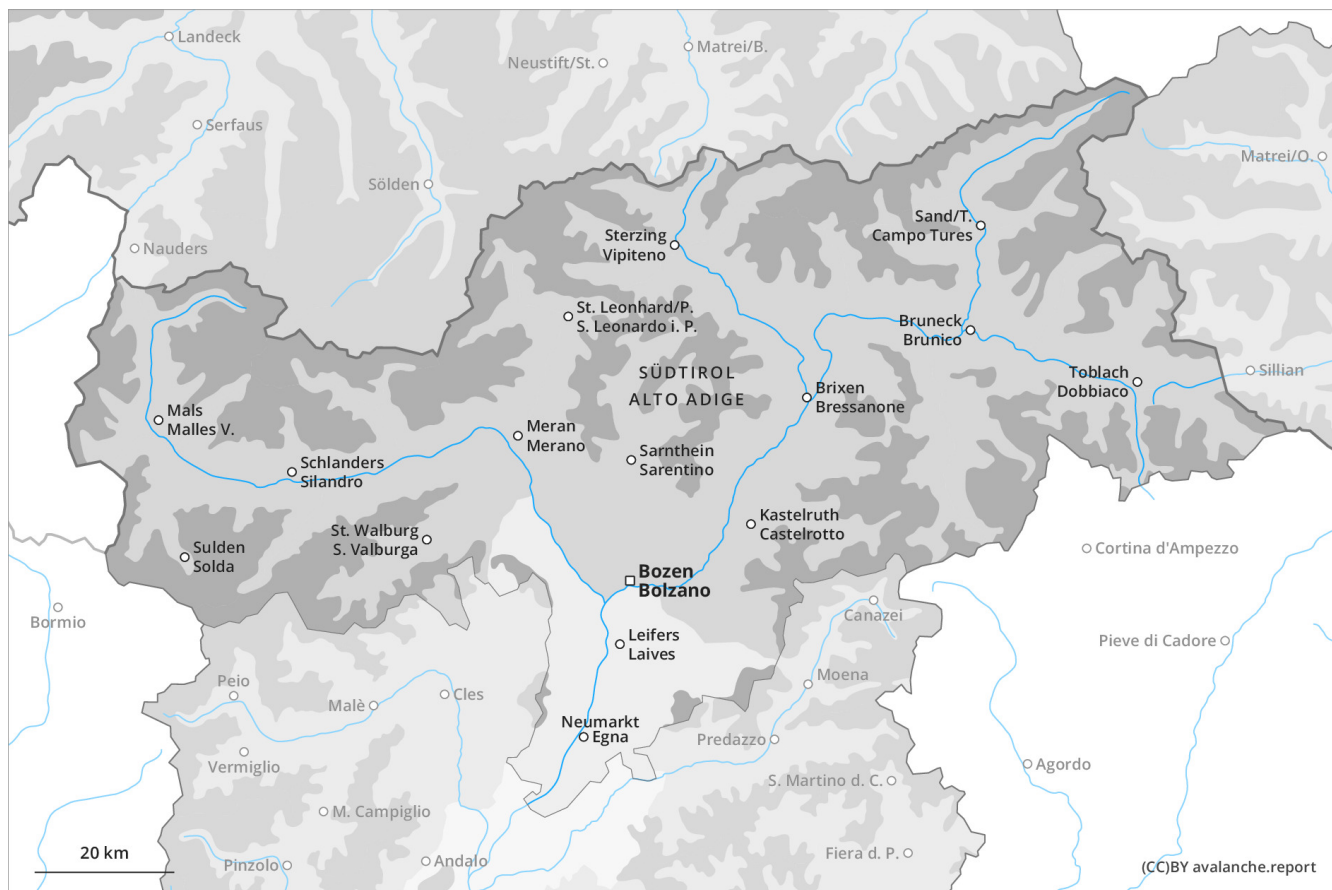 Landeck
Matrei/B.
Neustift/St.
Serfaus
Matrei/O.
Sölden
Sand/T.
Campo Tures
Nauders
Sterzing
Vipiteno
St. Leonhard/P.
S. Leonardo i. P.
Bruneck
Brunico
SÜDTIROL
ALTO ADIGE
Toblach
Dobbiaco
Sillian
Brixen
Bressanone
Mals
Malles V.
Meran
Merano
Sarnthein
Sarentino
Schlanders
Silandro
Kastelruth
Castelrotto
St. Walburg
S. Valburga
Sulden
Solda
Cortina d'Ampezzo
Bozen
Bolzano
Bormio
Canazei
Leifers
Laives
Pieve di Cadore
Peio
Moena
Malè
Cles
Neumarkt
Egna
Predazzo
Vermiglio
Agordo
S. Martino d. C.
M. Campiglio
20 km
Pinzolo
Andalo
Fiera d. P.
(CC)BY avalanche.report